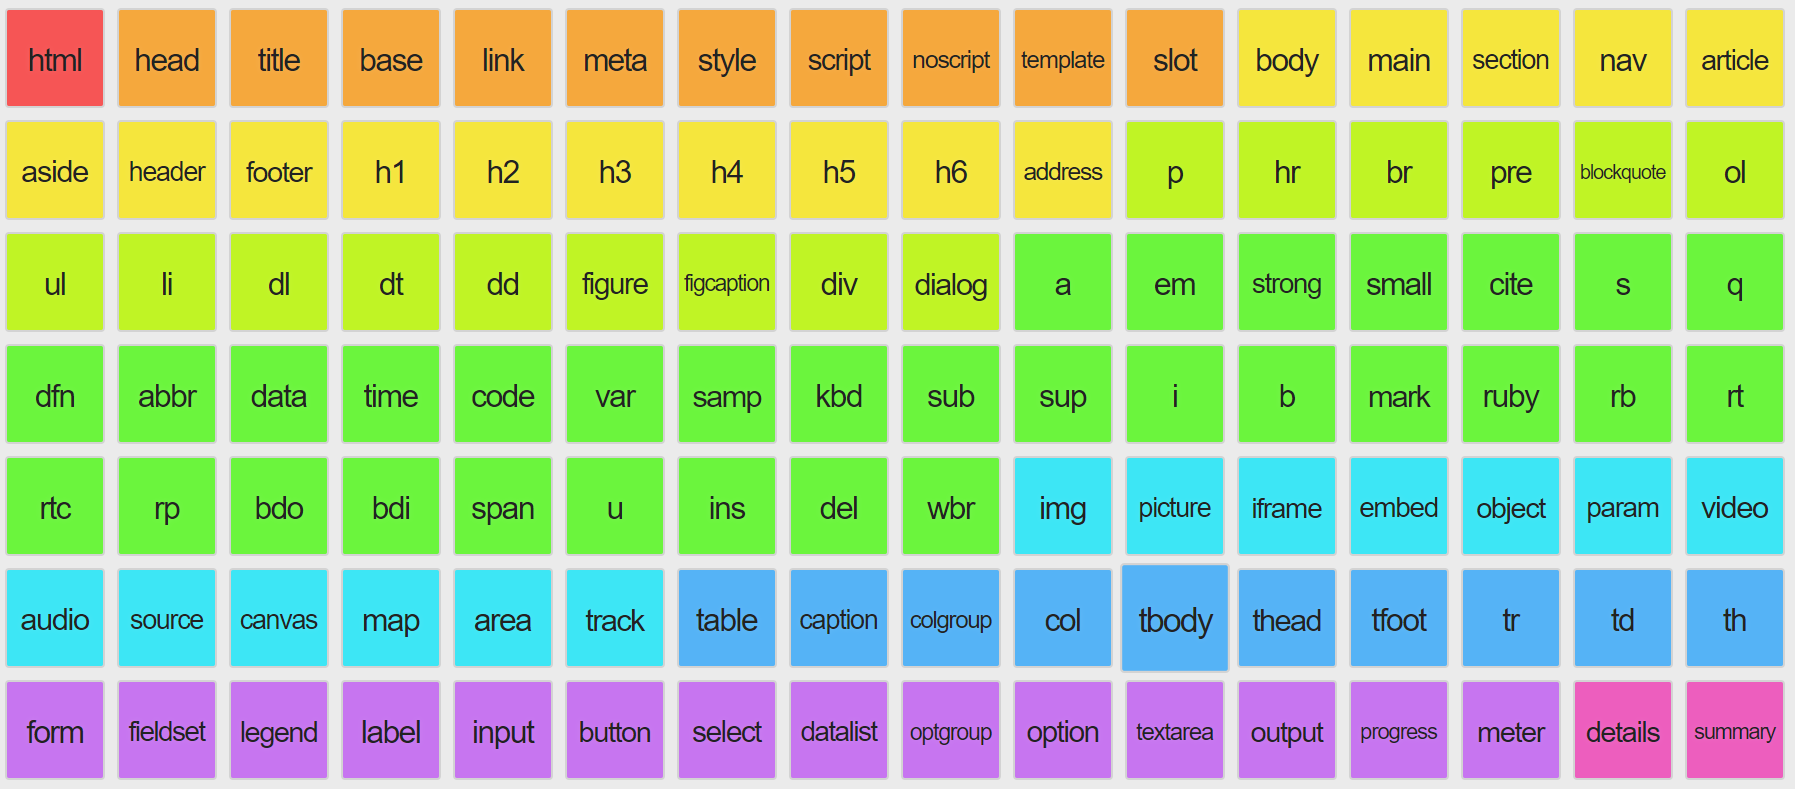 html head title base link meta style script noscript template slot body main section nav article
aside header footer h1 h2 h3 h4 h5 h6 address p hr br pre blockquote ol
ul li dl dt dd figure figcaption div dialog a em strong small cite s q
dfn abbr data time code var samp kbd sub sup i b mark ruby rb rt
rtc rp bdo bdi span u ins del wbr img picture iframe embed object param video
audio source canvas map area track table caption colgroup col tbody thead tfoot tr td th
form fieldset legend label input button select datalist optgroup option textarea output progress meter details summary